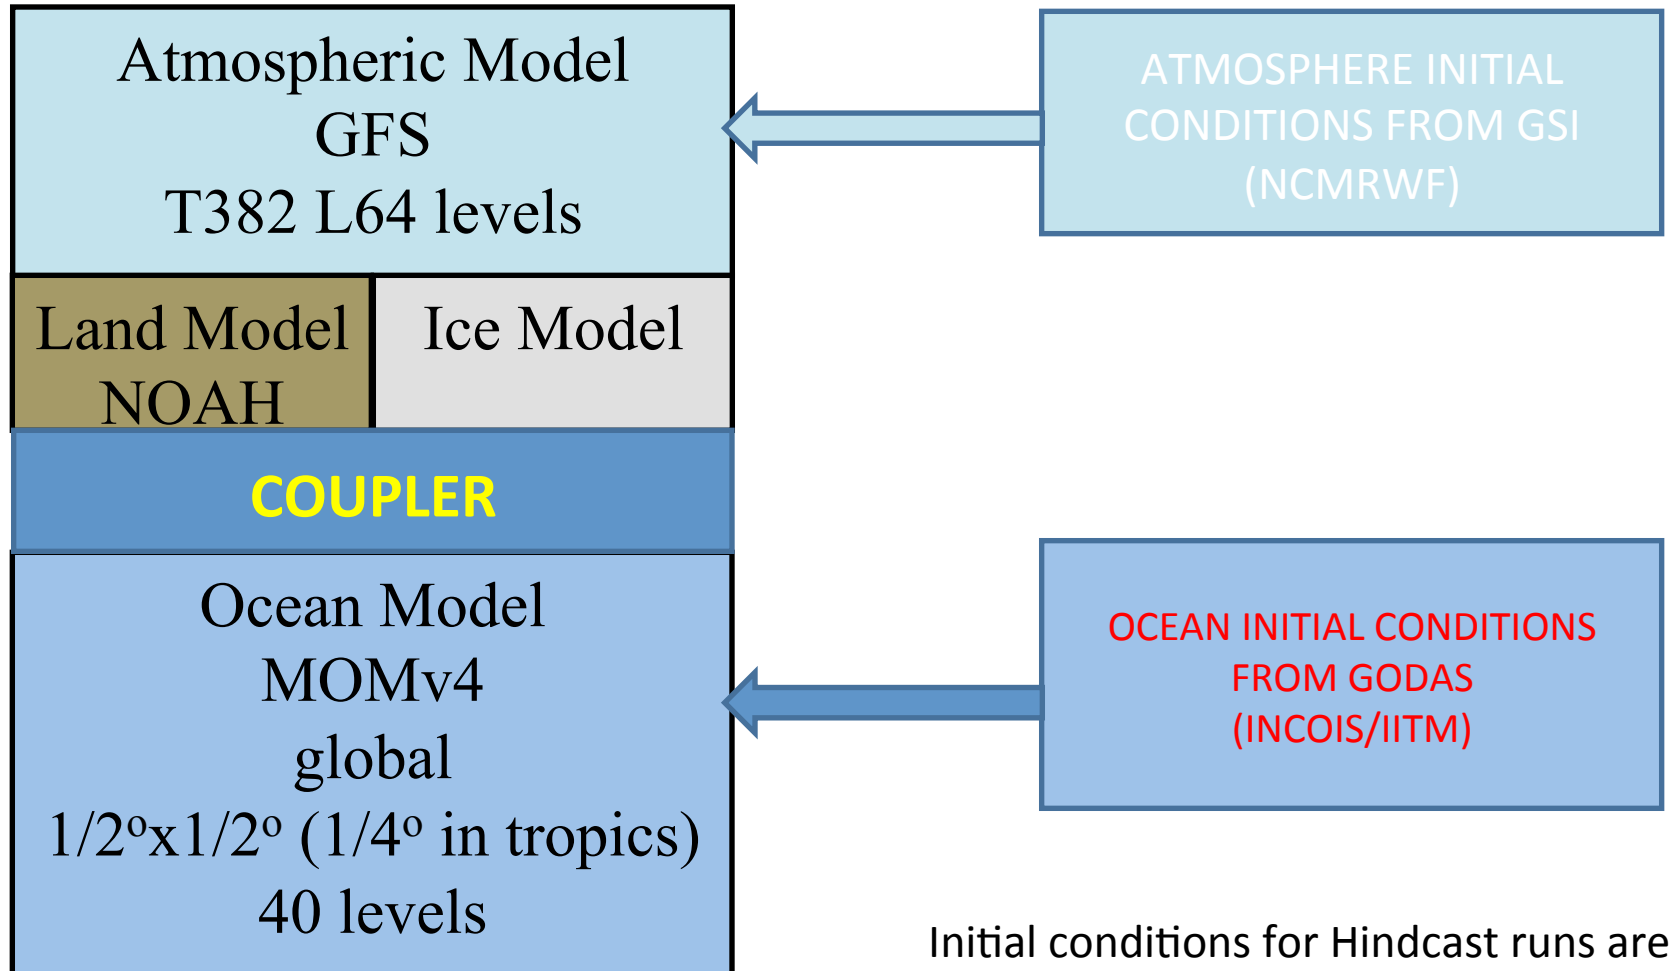 Atmospheric Model
GFS
T382 L64 levels
ATMOSPHERE INITIAL
CONDITIONS FROM GSI
(NCMRWF)
Land Model
NOAH
Ice Model
COUPLER
Ocean Model
MOMv4
global
1/2ºx1/2º (1/4º in tropics)
40 levels
OCEAN INITIAL CONDITIONS
FROM GODAS
(INCOIS/IITM)
Initial conditions for Hindcast runs are